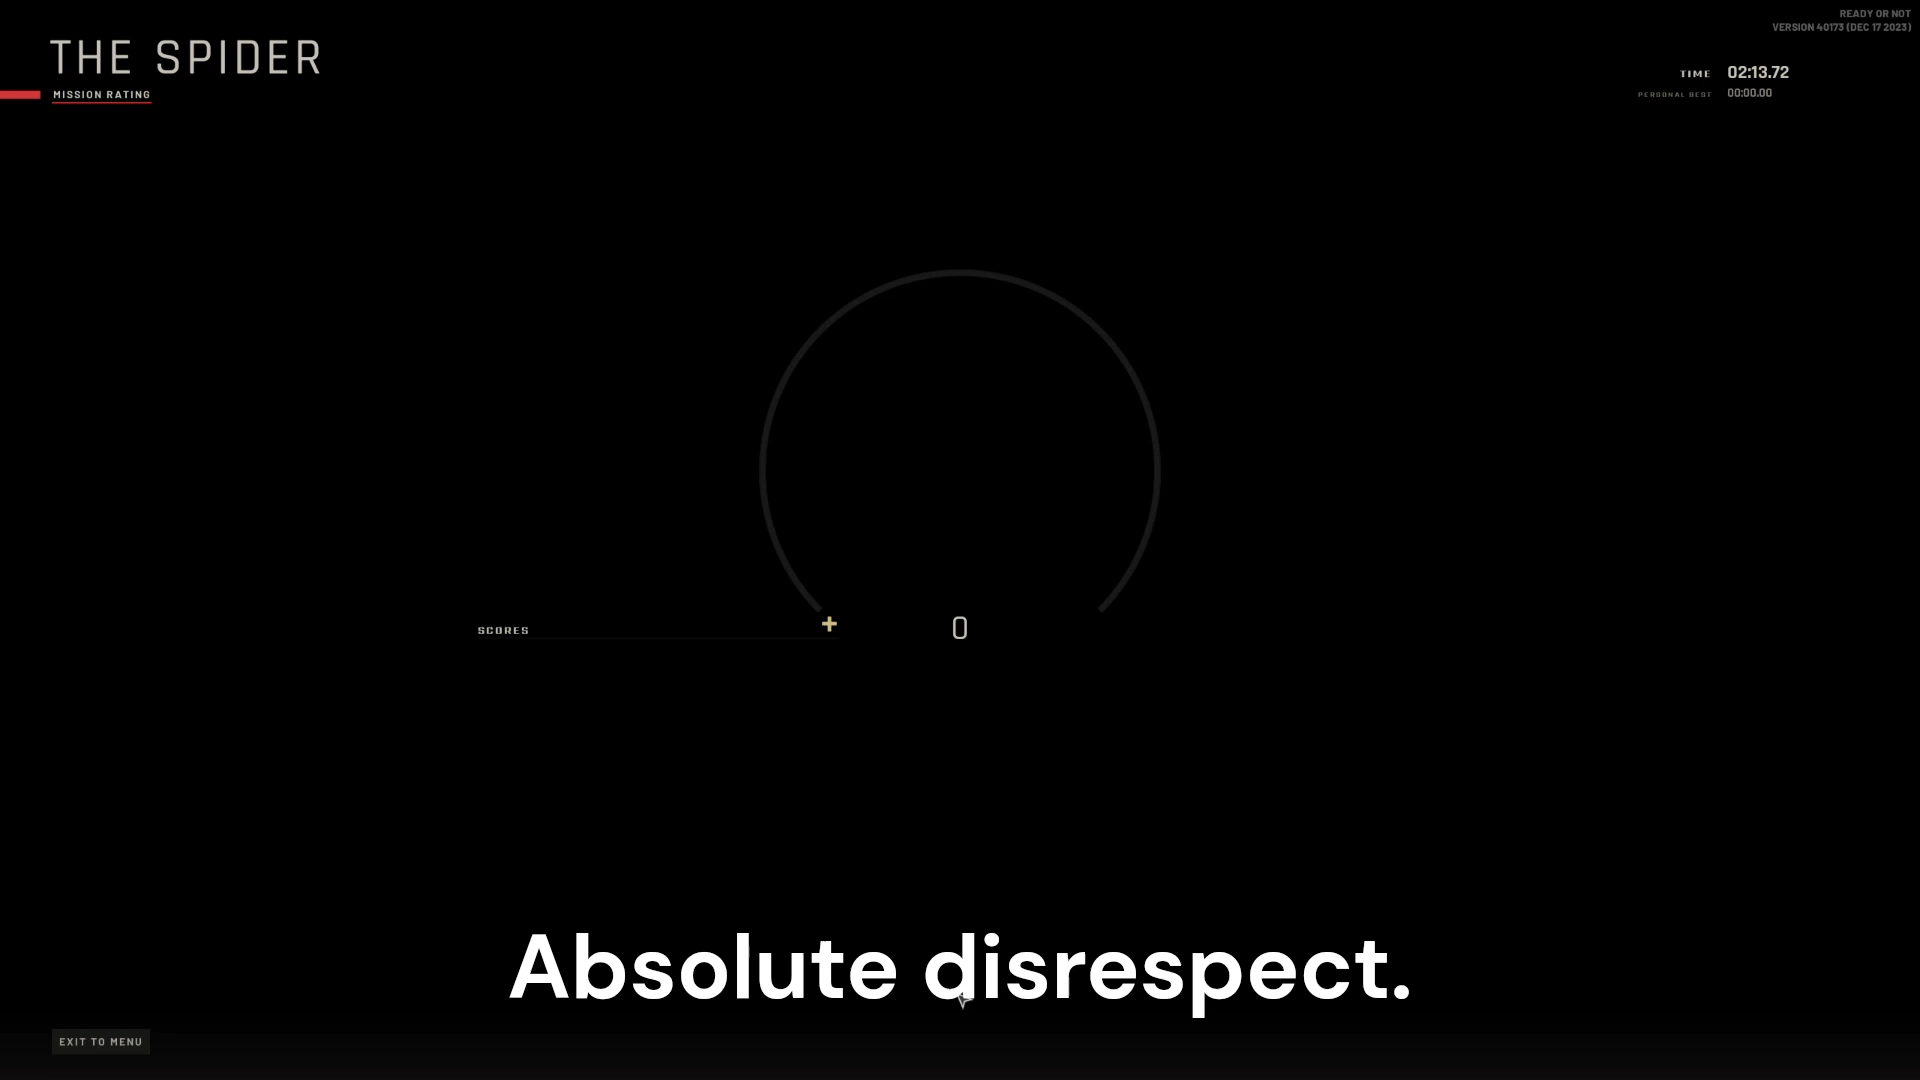 READY OR NOT
VERSION 40173 (DEC 17 2023)
THE SPIDER
MISSION RATING
TIME 02:13.72
PERSONAL BEST 00:00.00
SCORES
0
Absolute disrespect.
EXIT TO MENU